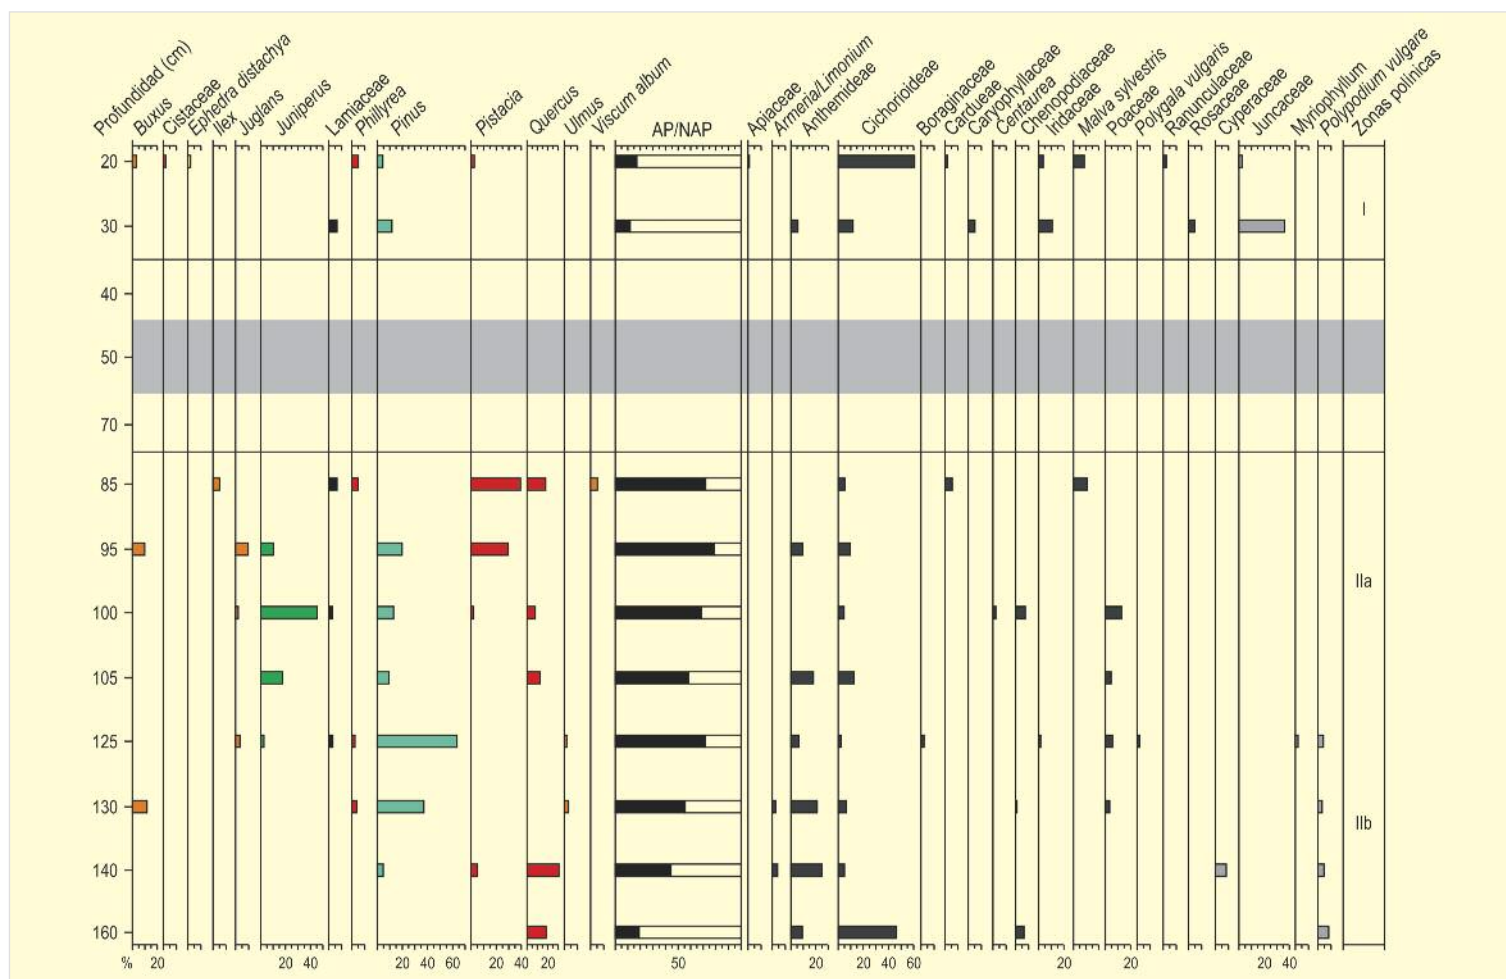 Profundidad (cm)
Buxus
Cistaceae
Ephedra distachya
Ilex
Juglans
Juniperus
Lamiaceae
Phillyrea
Pinus
Pistacia
Quercus
Ulmus
Viscum album
AP/NAP
Apiaceae
Armeria/Limonium
Anthemideae
Cichorioideae
Boraginaceae
Cardueae
Caryophyllaceae
Centaurea
Chenopodiaceae
Iridaceae
Malva sylvestris
Poaceae
Polygala vulgaris
Ranunculaceae
Rosaceae
Cyperaceae
Juncaceae
Myriophyllum
Polypodium vulgare
Zonas polínicas
20
30
I
40
50
70
85
95
IIa
100
105
125
130
IIb
140
160
% 20 20 40 20 40 60 20 40 20 50 20 20 40 60 20 20 20 40